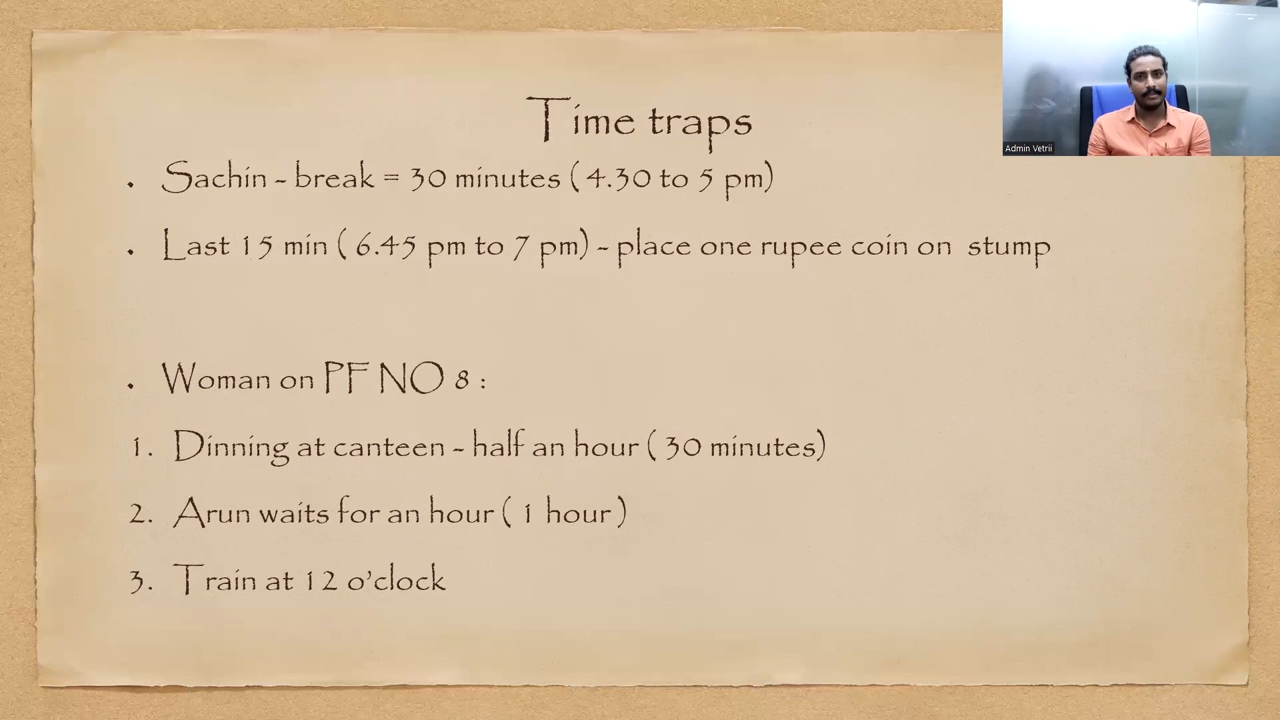 Time traps
• Sachin - break = 30 minutes ( 4.30 to 5 pm)
• Last 15 min ( 6.45 pm to 7 pm) - place one rupee coin on stump
• Woman on PF NO 8 :
1. Dinning at canteen - half an hour ( 30 minutes)
2. Arun waits for an hour ( 1 hour )
3. Train at 12 o'clock
Admin Vetrii